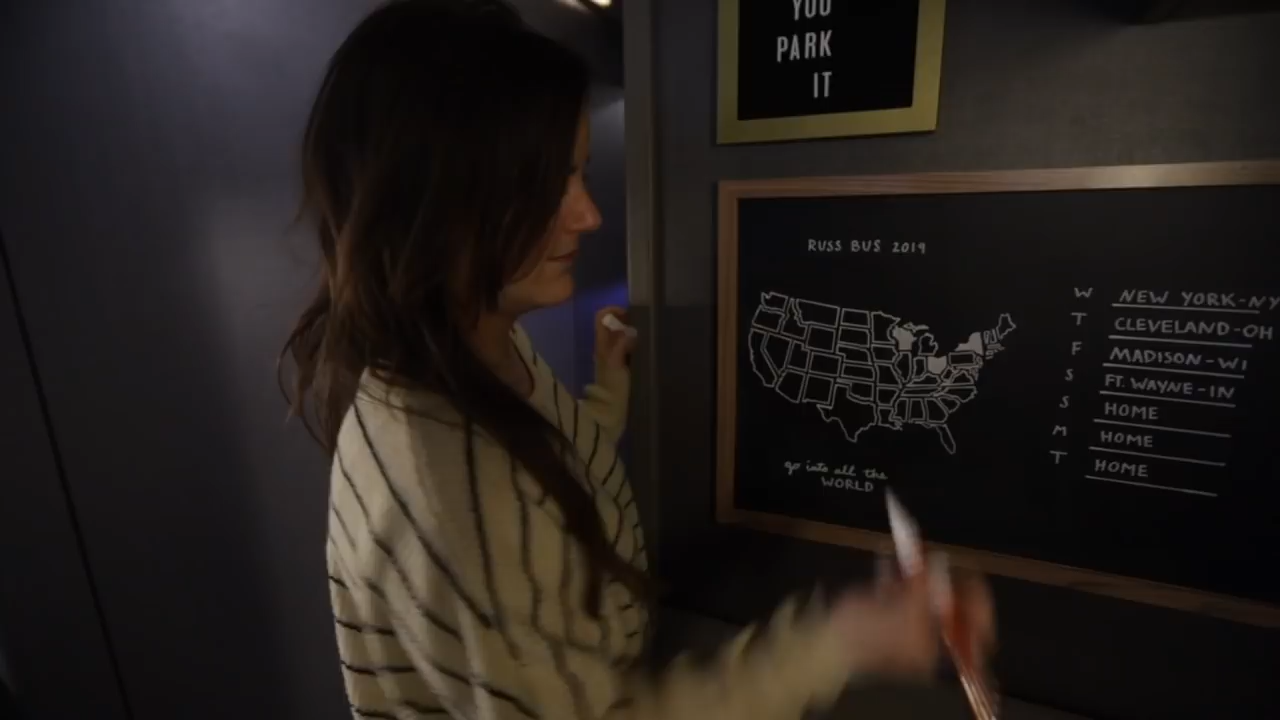 YOU
PARK
IT
RUSS BUS 2019
W NEW YORK-NY
T CLEVELAND-OH
F MADISON-WI
S FT. WAYNE-IN
S HOME
M HOME
T HOME
go into all the
WORLD